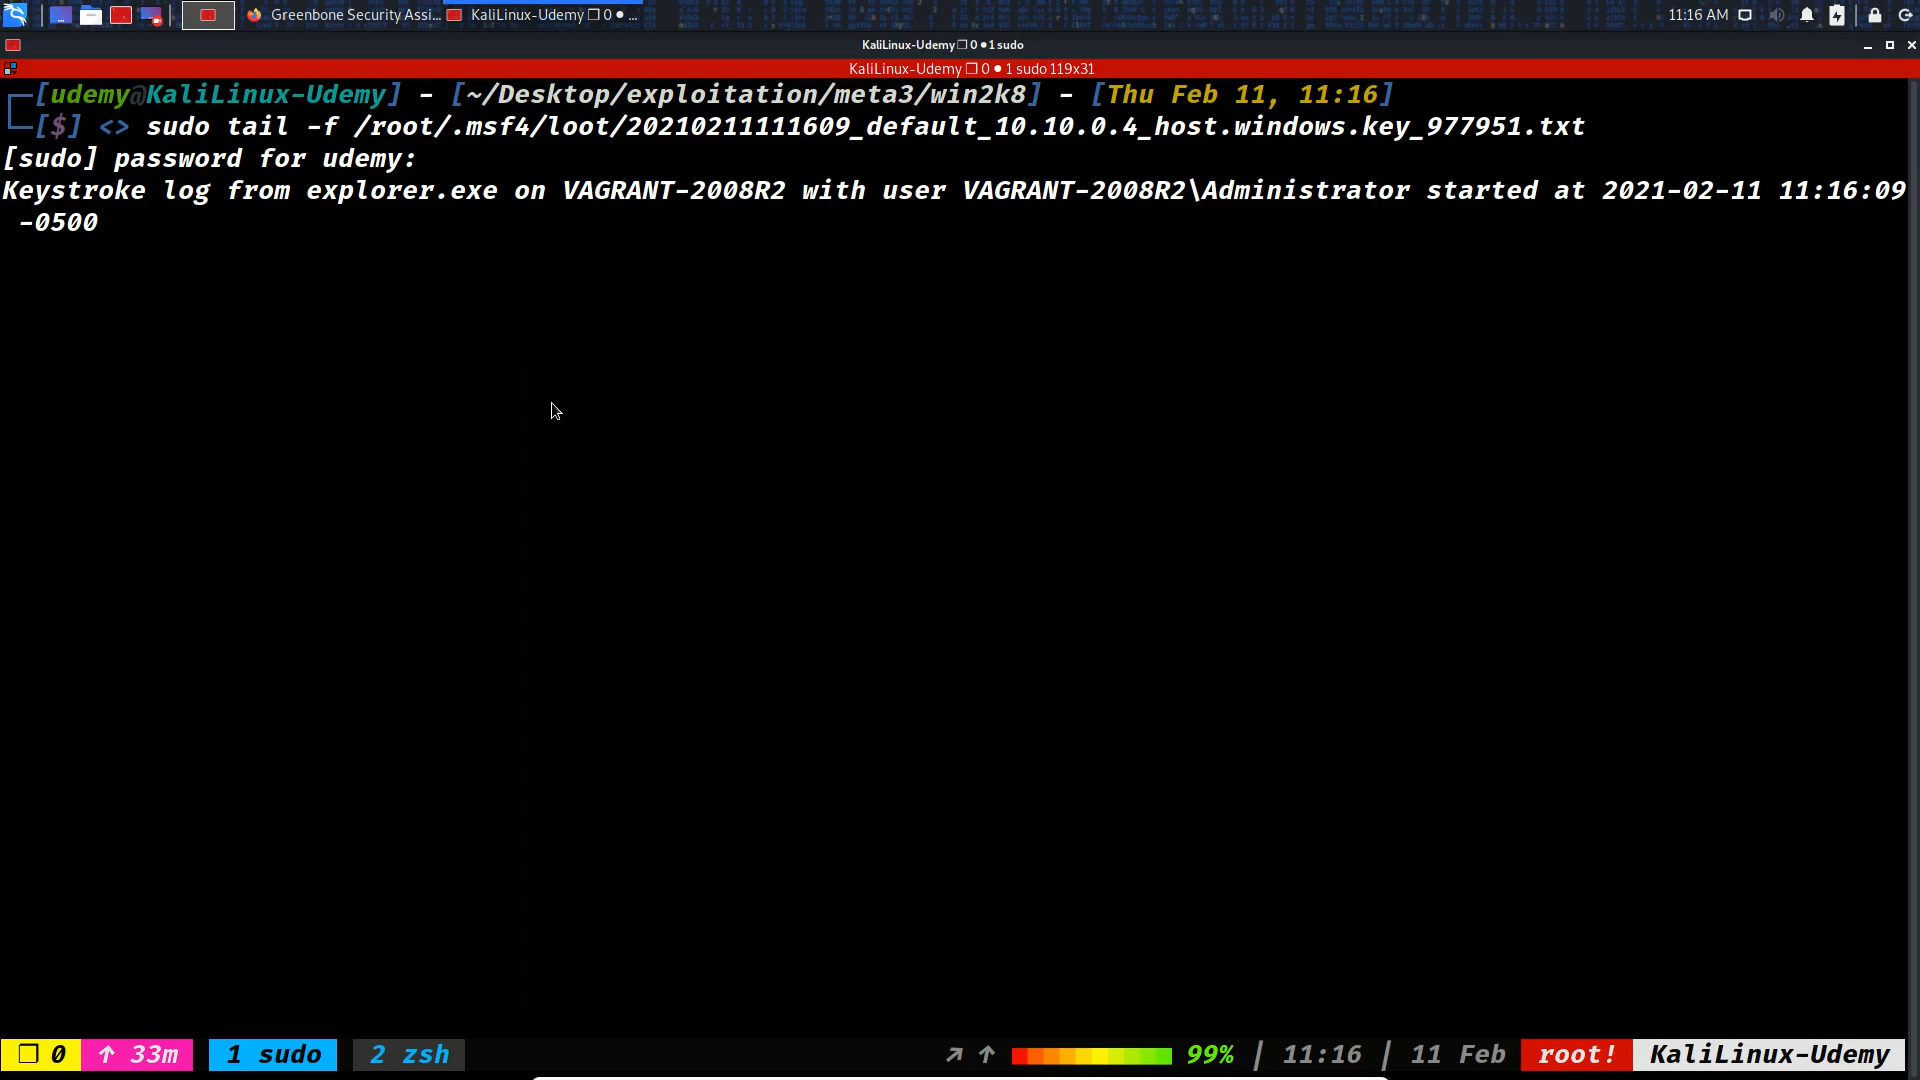 Greenbone Security Assi...
KaliLinux-Udemy ❐ 0 ● ...
11:16 AM
KaliLinux-Udemy ❐ 0 ● 1 sudo
KaliLinux-Udemy ❐ 0 ● 1 sudo 119x31
[udemy@KaliLinux-Udemy] - [~/Desktop/exploitation/meta3/win2k8] - [Thu Feb 11, 11:16]
[$] <> sudo tail -f /root/.msf4/loot/20210211111609_default_10.10.0.4_host.windows.key_977951.txt
[sudo] password for udemy:
Keystroke log from explorer.exe on VAGRANT-2008R2 with user VAGRANT-2008R2\Administrator started at 2021-02-11 11:16:09
-0500
❐ 0 ↑ 33m 1 sudo 2 zsh ↗ ↑ 99% | 11:16 | 11 Feb root! KaliLinux-Udemy